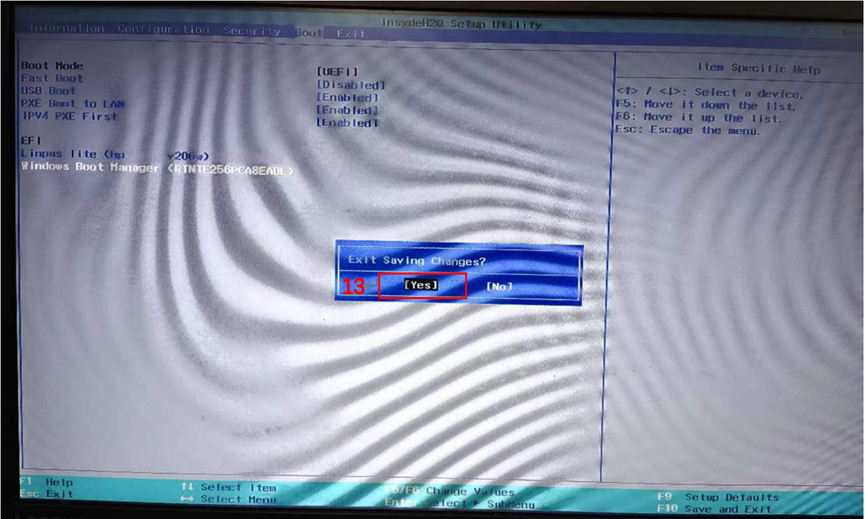 InsydeH20 Setup Utility
Information Configuration Security Boot Exit
Boot Mode [UEFI]
Fast Boot [Disabled]
USB Boot [Enabled]
PXE Boot to LAN [Enabled]
IPV4 PXE First [Enabled]
EFI
Linpus lite (hp v206w)
Windows Boot Manager (RTNTE256PCA8EADL)
Item Specific Help
<↑> / <↓>: Select a device.
F5: Move it down the list.
F6: Move it up the list.
Esc: Escape the menu.
Exit Saving Changes?
13 [Yes] [No]
F1 Help ↑↓ Select Item F5/F6 Change Values F9 Setup Defaults
Esc Exit ←→ Select Menu Enter Select ▸ SubMenu F10 Save and Exit